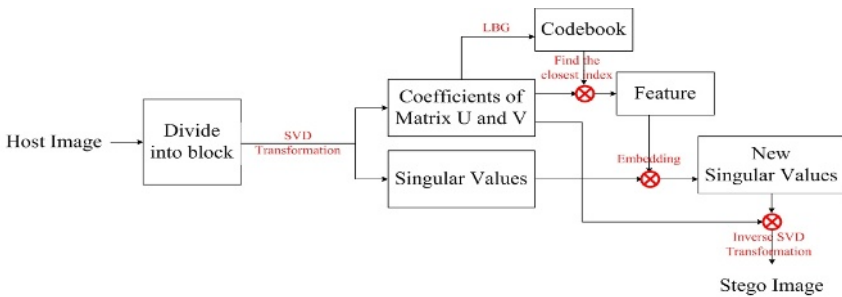 LBG
Codebook
Find the
closest index
Coefficients of
Matrix U and V
Feature
Host Image
Divide
into block
SVD
Transformation
Embedding
Singular Values
New
Singular Values
Inverse SVD
Transformation
Stego Image